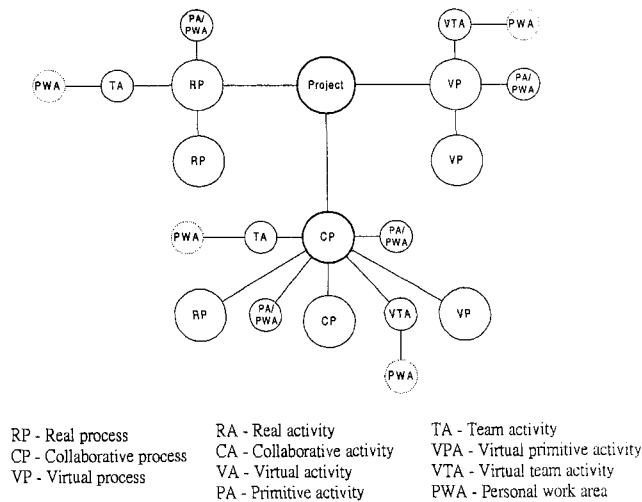 PA/
PWA
VTA
PWA
PWA
TA
RP
Project
VP
PA/
PWA
RP
VP
PWA
TA
CP
PA/
PWA
RP
PA/
PWA
CP
VTA
VP
PWA
RP - Real process
CP - Collaborative process
VP - Virtual process
RA - Real activity
CA - Collaborative activity
VA - Virtual activity
PA - Primitive activity
TA - Team activity
VPA - Virtual primitive activity
VTA - Virtual team activity
PWA - Personal work area